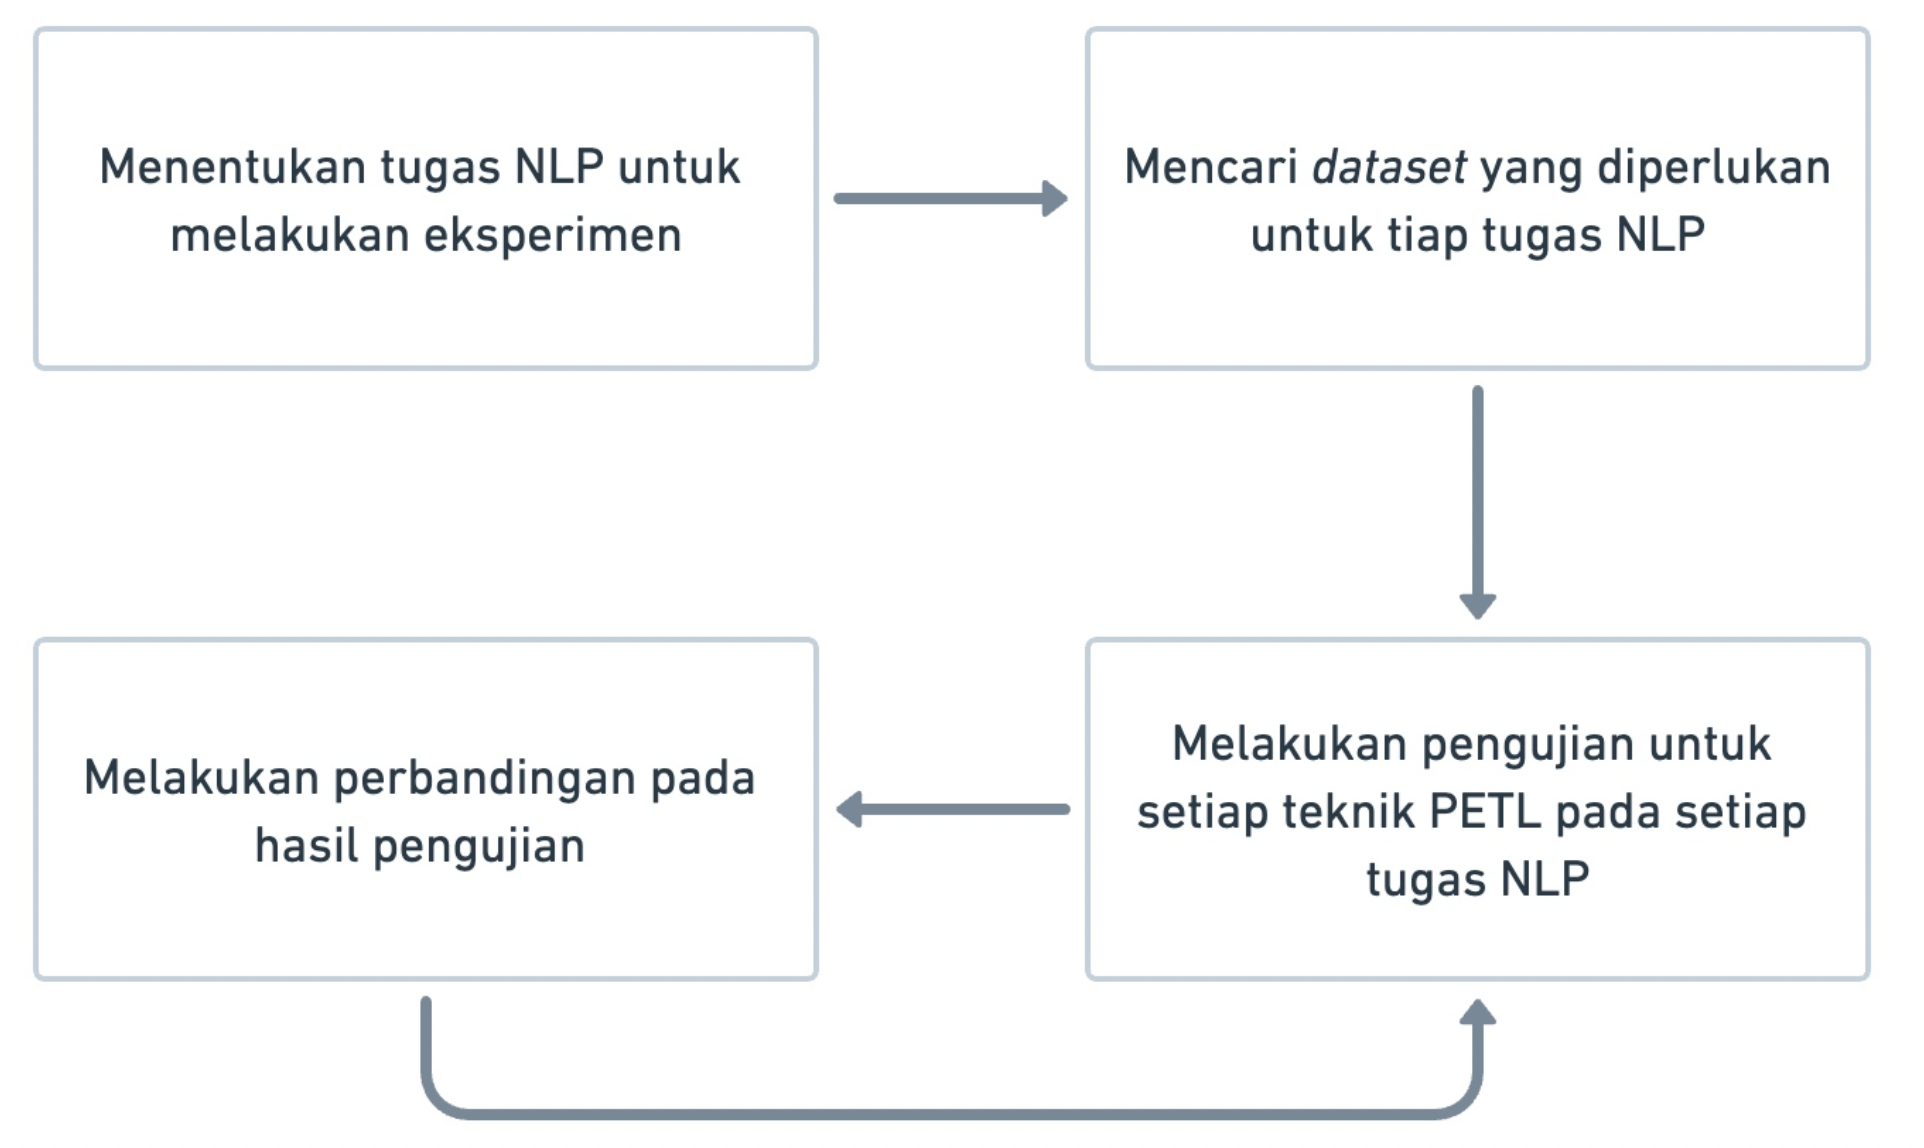 Menentukan tugas NLP untuk
melakukan eksperimen
Mencari dataset yang diperlukan
untuk tiap tugas NLP
Melakukan pengujian untuk
setiap teknik PETL pada setiap
tugas NLP
Melakukan perbandingan pada
hasil pengujian